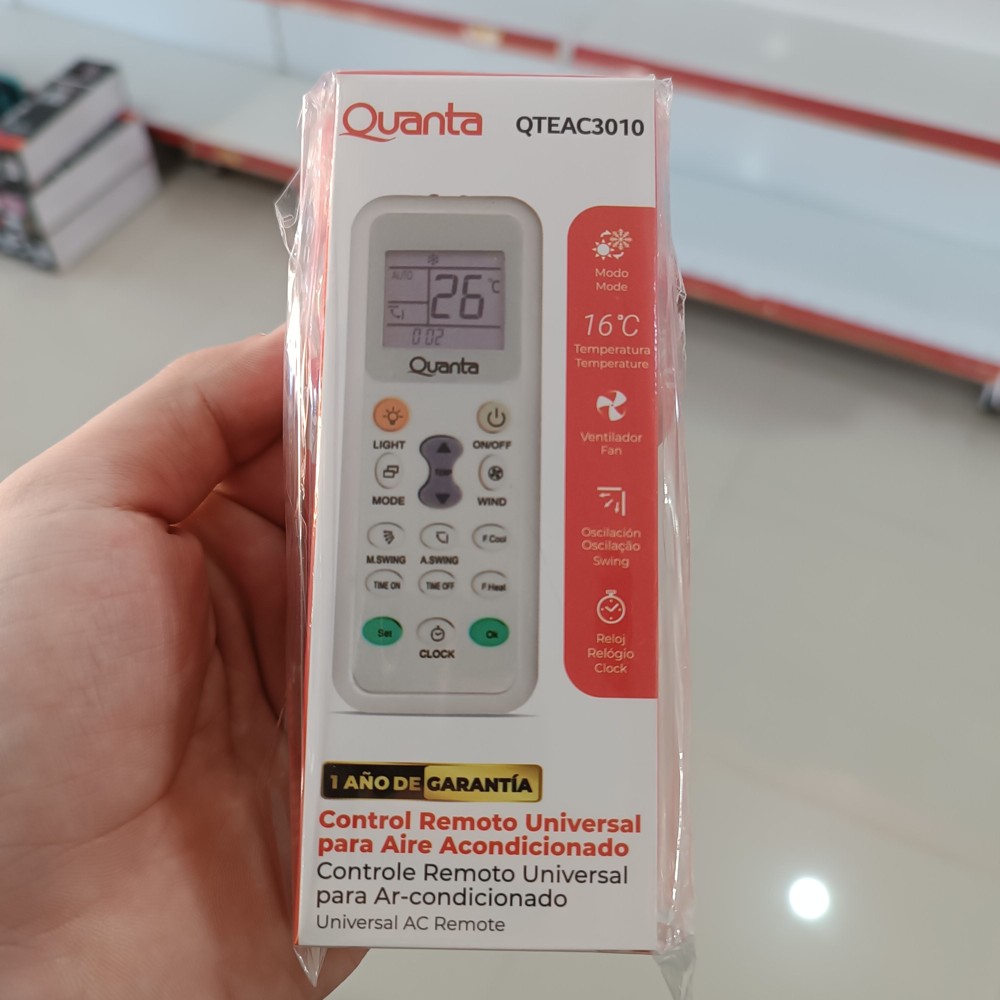 Quanta QTEAC3010
AUTO
26°C
0:02
Quanta
LIGHT ON/OFF
MODE WIND
F.Cool
M.SWING A.SWING
TIME ON TIME OFF F.Heat
Set Ok
CLOCK
Modo
Mode
16°C
Temperatura
Temperature
Ventilador
Fan
Oscilación
Oscilação
Swing
Reloj
Relógio
Clock
1 AÑO DE GARANTÍA
Control Remoto Universal
para Aire Acondicionado
Controle Remoto Universal
para Ar-condicionado
Universal AC Remote